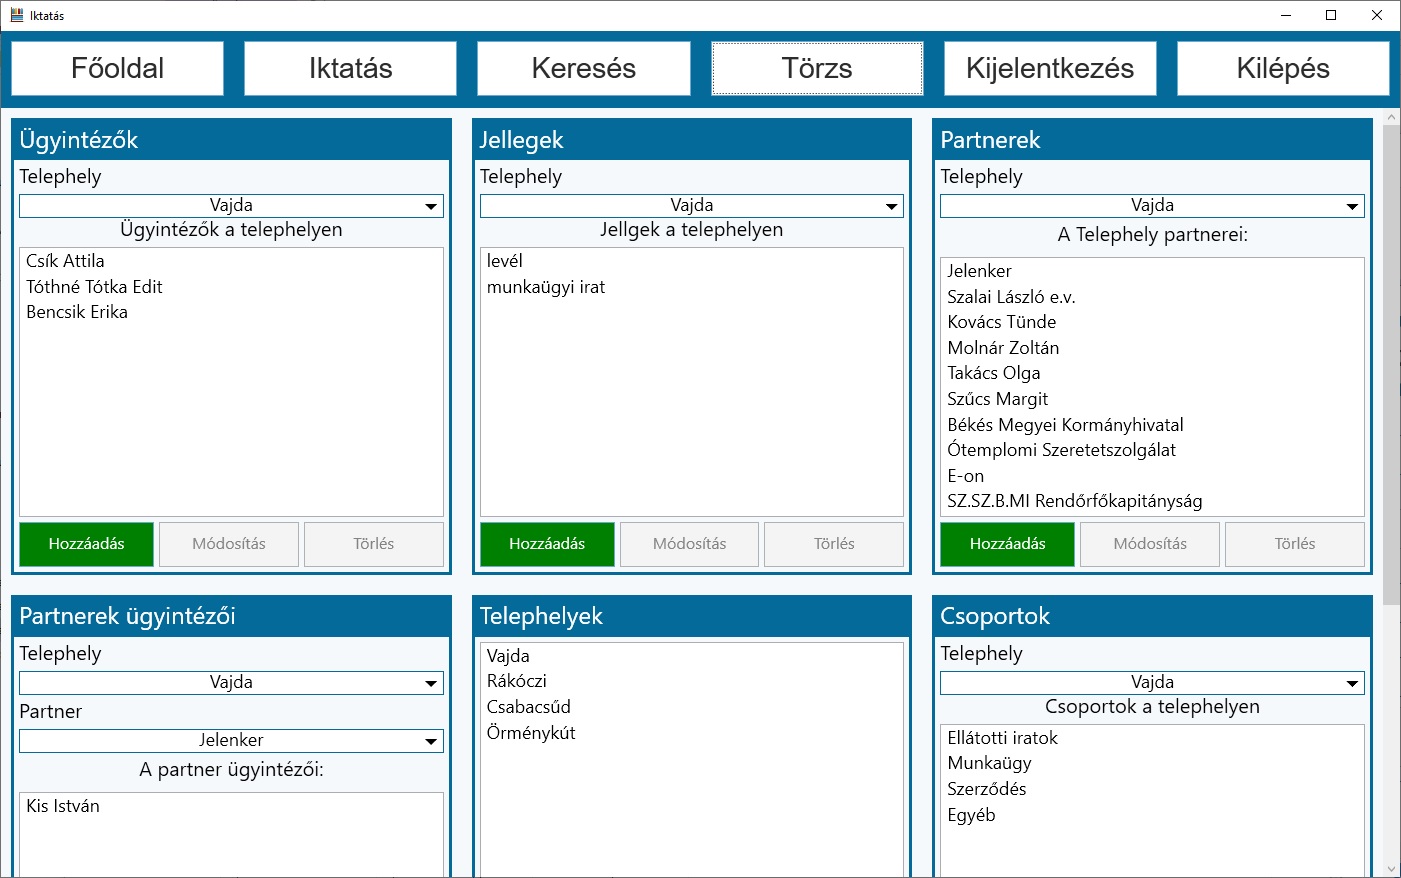 Iktatás
Főoldal
Iktatás
Keresés
Törzs
Kijelentkezés
Kilépés
Ügyintézők
Telephely
Vajda
Ügyintézők a telephelyen
Csík Attila
Tóthné Tótka Edit
Bencsik Erika
Hozzáadás
Módosítás
Törlés
Jellegek
Telephely
Vajda
Jellgek a telephelyen
levél
munkaügyi irat
Hozzáadás
Módosítás
Törlés
Partnerek
Telephely
Vajda
A Telephely partnerei:
Jelenker
Szalai László e.v.
Kovács Tünde
Molnár Zoltán
Takács Olga
Szűcs Margit
Békés Megyei Kormányhivatal
Ótemplomi Szeretetszolgálat
E-on
SZ.SZ.B.MI Rendőrfőkapitányság
Hozzáadás
Módosítás
Törlés
Partnerek ügyintézői
Telephely
Vajda
Partner
Jelenker
A partner ügyintézői:
Kis István
Telephelyek
Vajda
Rákóczi
Csabacsűd
Örménykút
Csoportok
Telephely
Vajda
Csoportok a telephelyen
Ellátotti iratok
Munkaügy
Szerződés
Egyéb